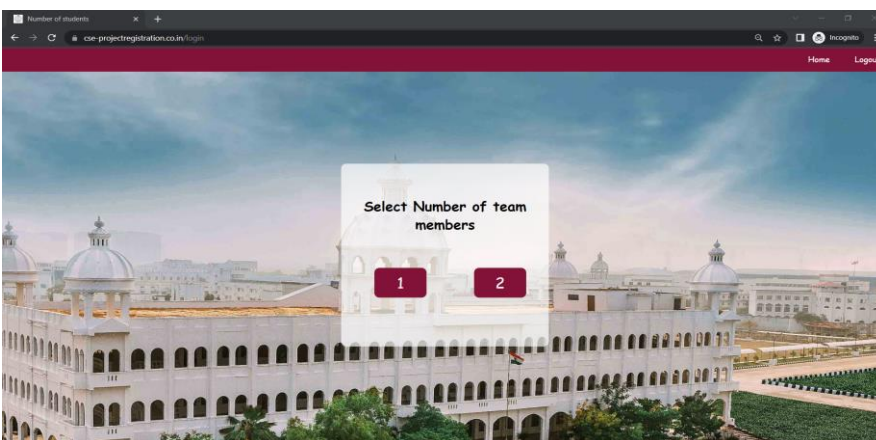 Number of students
cse-projectregistration.co.in/login
Incognito
Home Logou
Select Number of team
members
1 2